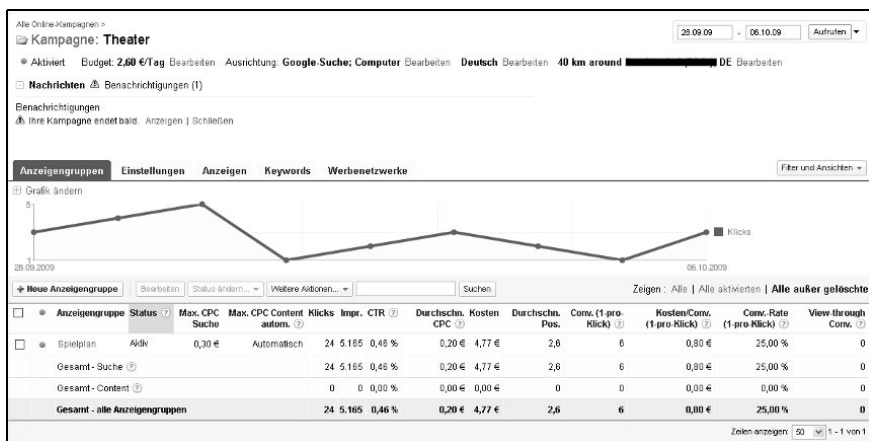 Alle Online-Kampagnen >
Kampagne: Theater
28.09.09 - 06.10.09 Aufrufen
Aktiviert Budget: 2,60 €/Tag Bearbeiten Ausrichtung: Google-Suche; Computer Bearbeiten Deutsch Bearbeiten 40 km around DE Bearbeiten
Nachrichten Benachrichtigungen (1)
Benachrichtigungen
Ihre Kampagne endet bald. Anzeigen | Schließen
Anzeigengruppen Einstellungen Anzeigen Keywords Werbenetzwerke Filter und Ansichten
Grafik ändern
5
Klicks
1
28.09.2009 06.10.2009
Neue Anzeigengruppe Bearbeiten Status ändern... Weitere Aktionen... Suchen Zeigen : Alle | Alle aktivierten | Alle außer gelöschte
Anzeigengruppe Status Max. CPC Suche Max. CPC Content autom. Klicks Impr. CTR Durchschn. CPC Kosten Durchschn. Pos. Conv. (1-pro-Klick) Kosten/Conv. (1-pro-Klick) Conv.-Rate (1-pro-Klick) View-through Conv.
Spielplan Aktiv 0,30 € Automatisch 24 5.165 0,46 % 0,20 € 4,77 € 2,6 6 0,80 € 25,00 % 0
Gesamt - Suche 24 5.165 0,46 % 0,20 € 4,77 € 2,6 6 0,80 € 25,00 % 0
Gesamt - Content 0 0 0,00 % 0,00 € 0,00 € 0 0 0,00 € 0,00 % 0
Gesamt - alle Anzeigengruppen 24 5.165 0,46 % 0,20 € 4,77 € 2,6 6 0,80 € 25,00 % 0
Zeilen anzeigen: 50 1 - 1 von 1